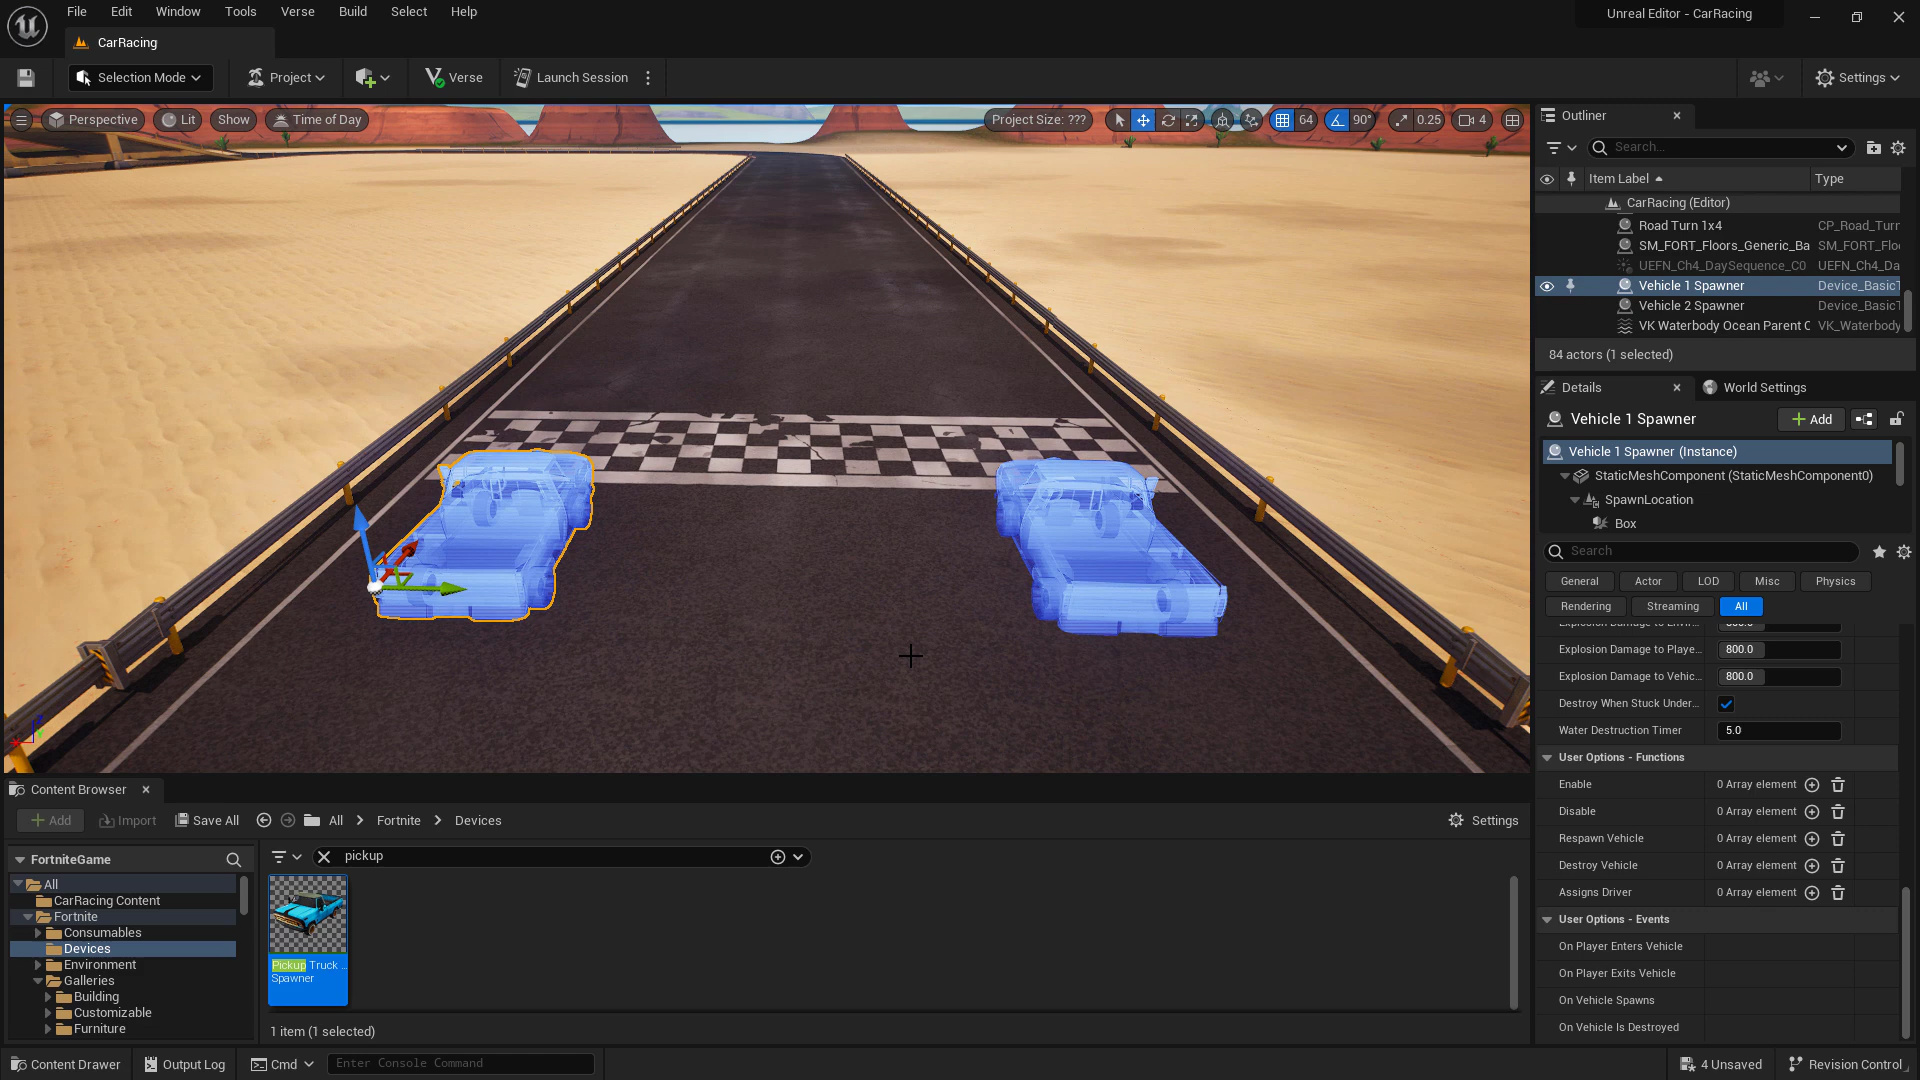 File Edit Window Tools Verse Build Select Help
Unreal Editor - CarRacing
CarRacing
Selection Mode
Project
Verse
Launch Session
Settings
Perspective
Lit
Show
Time of Day
Project Size: ???
64
90°
0.25
4
Outliner
Search...
Item Label
Type
CarRacing (Editor)
Road Turn 1x4 CP_Road_Turn
SM_FORT_Floors_Generic_Ba SM_FORT_Flo
UEFN_Ch4_DaySequence_C0 UEFN_Ch4_Da
Vehicle 1 Spawner Device_BasicT
Vehicle 2 Spawner Device_BasicT
VK Waterbody Ocean Parent C VK_Waterbody
84 actors (1 selected)
Details
World Settings
Vehicle 1 Spawner
Add
Vehicle 1 Spawner (Instance)
StaticMeshComponent (StaticMeshComponent0)
SpawnLocation
Box
Search
General Actor LOD Misc Physics
Rendering Streaming All
Explosion Damage to Playe... 800.0
Explosion Damage to Vehic... 800.0
Destroy When Stuck Under...
Water Destruction Timer 5.0
User Options - Functions
Enable 0 Array element
Disable 0 Array element
Respawn Vehicle 0 Array element
Destroy Vehicle 0 Array element
Assigns Driver 0 Array element
User Options - Events
On Player Enters Vehicle
On Player Exits Vehicle
On Vehicle Spawns
On Vehicle Is Destroyed
Content Browser
Add
Import
Save All
All
Fortnite
Devices
Settings
FortniteGame
All
CarRacing Content
Fortnite
Consumables
Devices
Environment
Galleries
Building
Customizable
Furniture
pickup
Pickup Truck ...
Spawner
1 item (1 selected)
Content Drawer
Output Log
Cmd
Enter Console Command
4 Unsaved
Revision Control